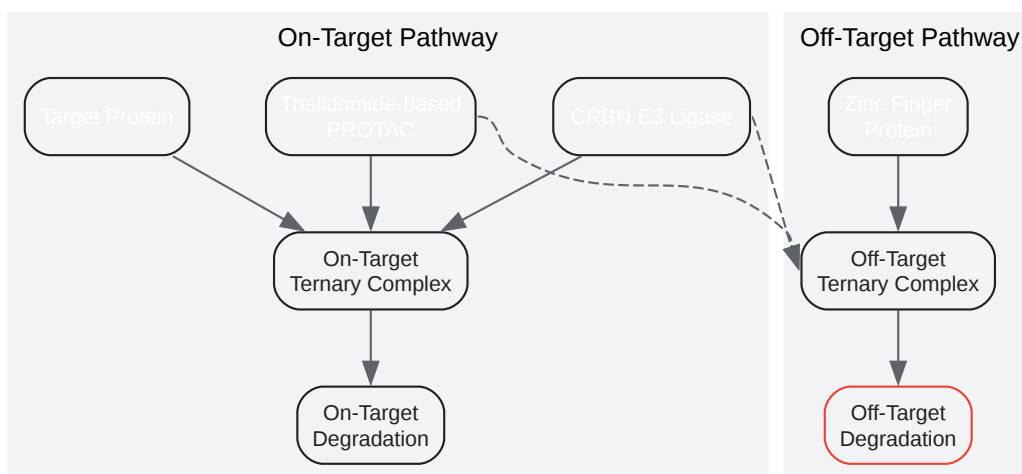 On-Target Pathway
Off-Target Pathway
Target Protein
Thalidomide-based
PROTAC
CRBN E3 Ligase
Zinc Finger
Protein
On-Target
Ternary Complex
Off-Target
Ternary Complex
On-Target
Degradation
Off-Target
Degradation